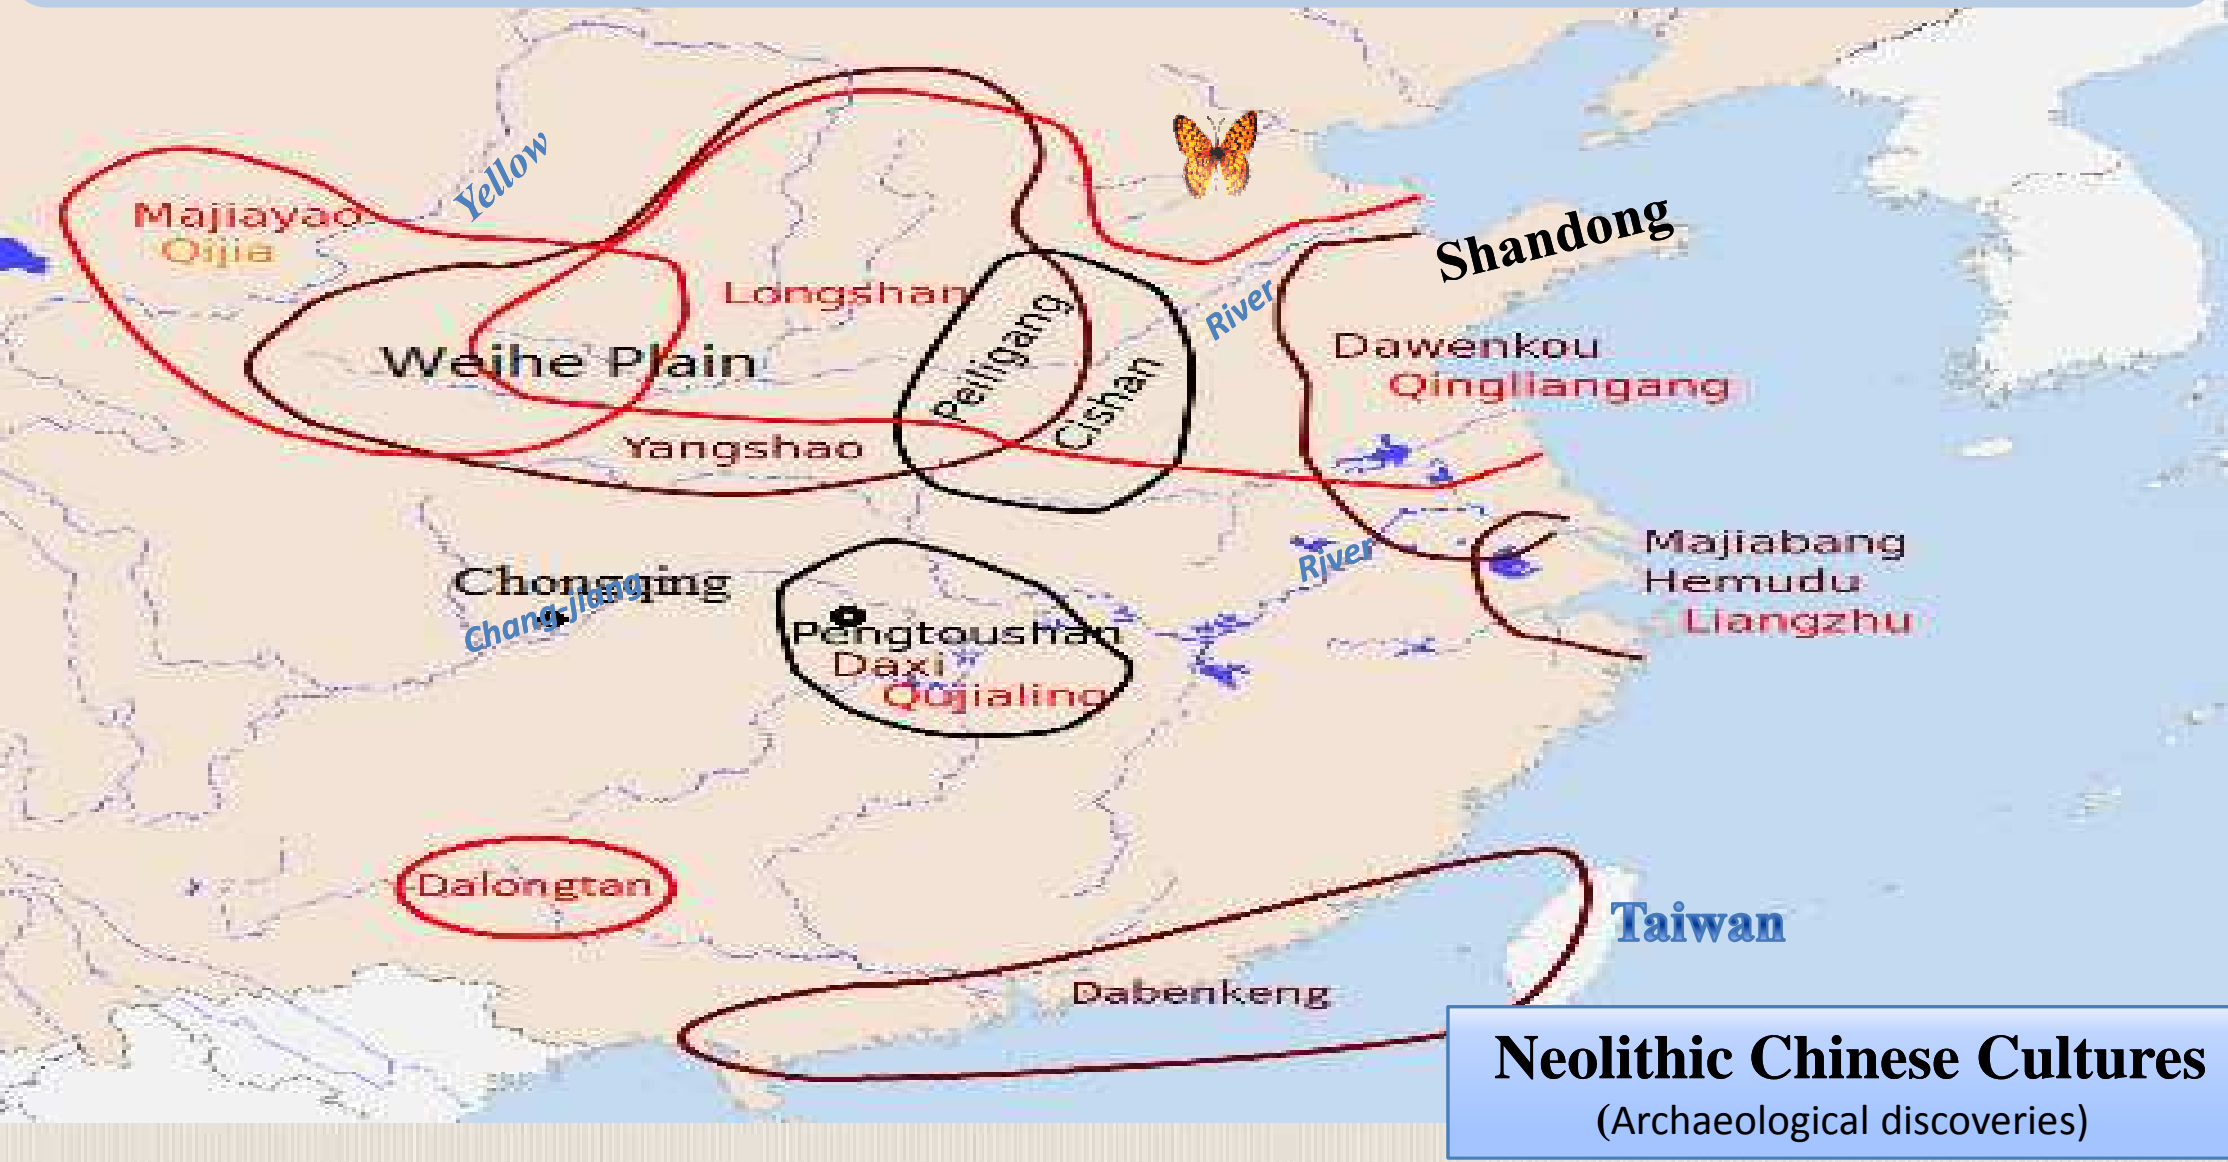 Yellow
Majiayao
Qijia
Shandong
Longshan
River
Peiligang
Cishan
Weihe Plain
Dawenkou
Qingliangang
Yangshao
Majiabang
Hemudu
Liangzhu
River
Chongqing
Chang-jiang
Pengtoushan
Daxi
Qujialing
Dalongtan
Taiwan
Dabenkeng
Neolithic Chinese Cultures
(Archaeological discoveries)